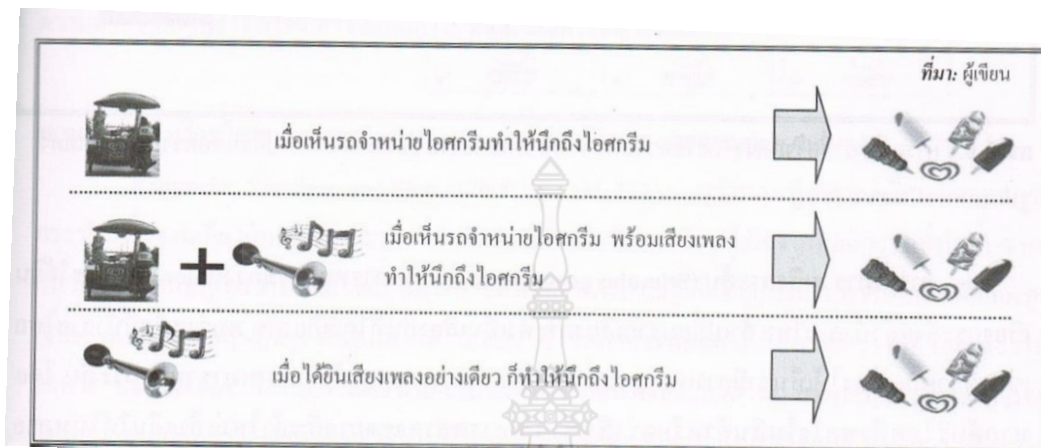 ที่มา: ผู้เขียน
เมื่อเห็นรถจำหน่ายไอศกรีมทำให้นึกถึงไอศกรีม
เมื่อเห็นรถจำหน่ายไอศกรีม พร้อมเสียงเพลง
ทำให้นึกถึงไอศกรีม
เมื่อได้ยินเสียงเพลงอย่างเดียว ก็ทำให้นึกถึงไอศกรีม